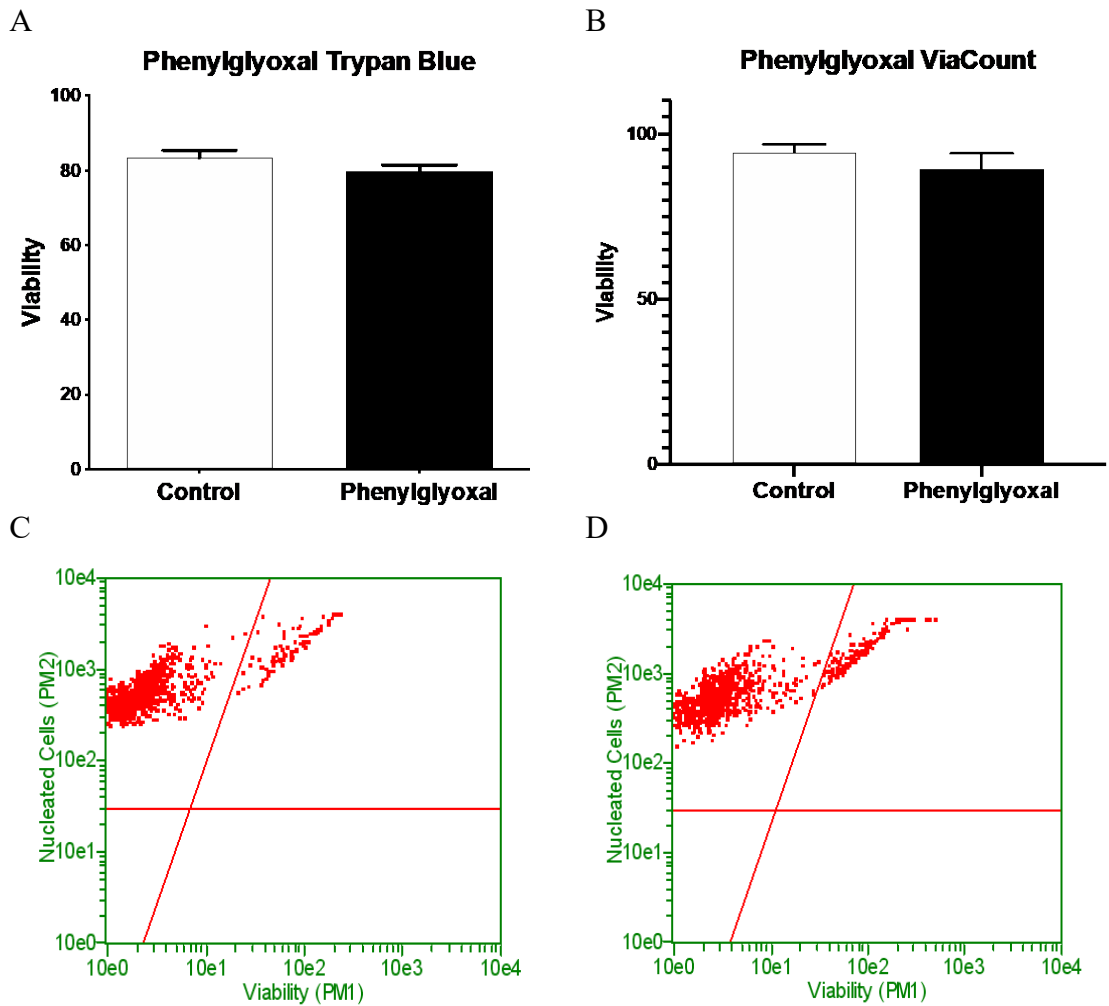 A
Phenylglyoxal Trypan Blue
100
80
60
40
20
0
Viability
Control
Phenylglyoxal
B
Phenylglyoxal ViaCount
100
50
0
Viability
Control
Phenylglyoxal
C
10e4
10e3
10e2
10e1
10e0
Nucleated Cells (PM2)
10e0
10e1
10e2
10e3
10e4
Viability (PM1)
D
10e4
10e3
10e2
10e1
10e0
Nucleated Cells (PM2)
10e0
10e1
10e2
10e3
10e4
Viability (PM1)